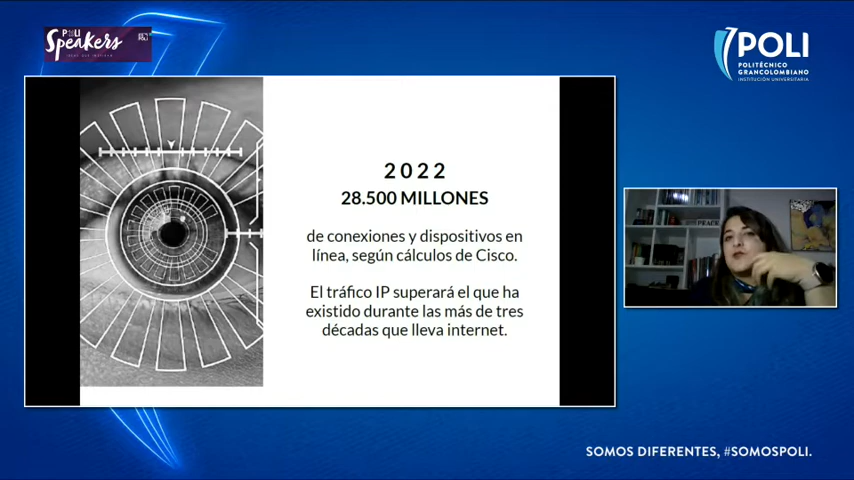 POLI
Speakers
POLI
POLITÉCNICO
GRANCOLOMBIANO
INSTITUCIÓN UNIVERSITARIA
2022
28.500 MILLONES
de conexiones y dispositivos en
línea, según cálculos de Cisco.
El tráfico IP superará el que ha
existido durante las más de tres
décadas que lleva internet.
PEACE
SOMOS DIFERENTES, #SOMOSPOLI.